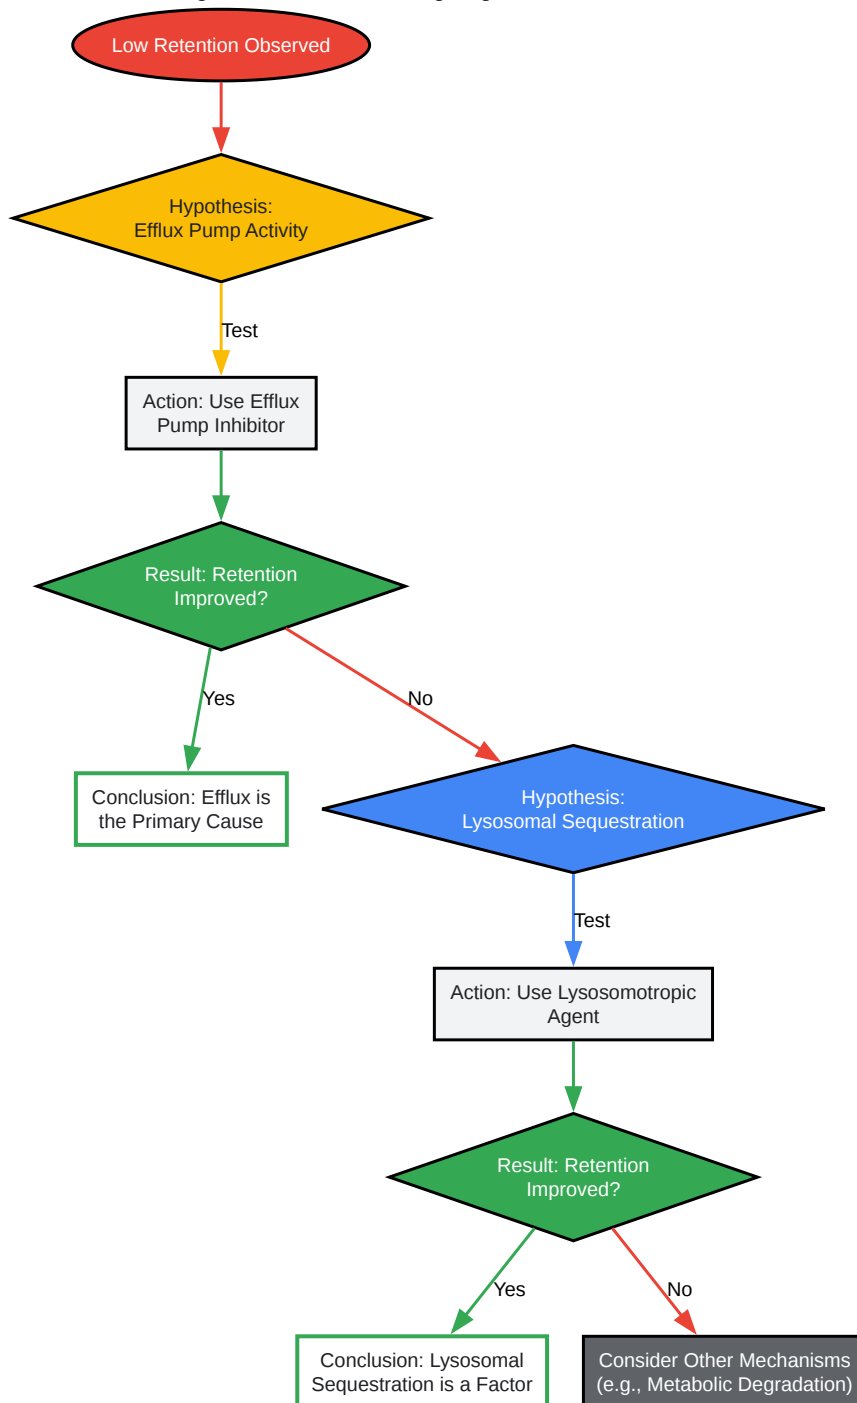 Low Retention Observed
Hypothesis:
Efflux Pump Activity
Test
Action: Use Efflux
Pump Inhibitor
Result: Retention
Improved?
Yes
No
Conclusion: Efflux is
the Primary Cause
Hypothesis:
Lysosomal Sequestration
Test
Action: Use Lysosomotropic
Agent
Result: Retention
Improved?
Yes
No
Conclusion: Lysosomal
Sequestration is a Factor
Consider Other Mechanisms
(e.g., Metabolic Degradation)